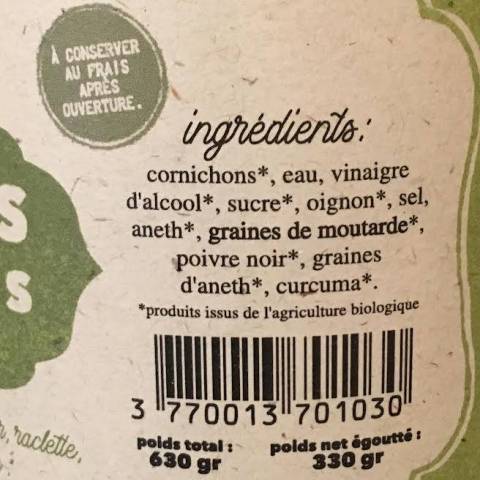 À CONSERVER
AU FRAIS
APRÈS
OUVERTURE.
ingrédients:
cornichons*, eau, vinaigre
d'alcool*, sucre*, oignon*, sel,
aneth*, graines de moutarde*,
poivre noir*, graines
d'aneth*, curcuma*.
*produits issus de l'agriculture biologique
S
S
3 770013 701030
raclette,
poids total :
630 gr
poids net égoutté :
330 gr